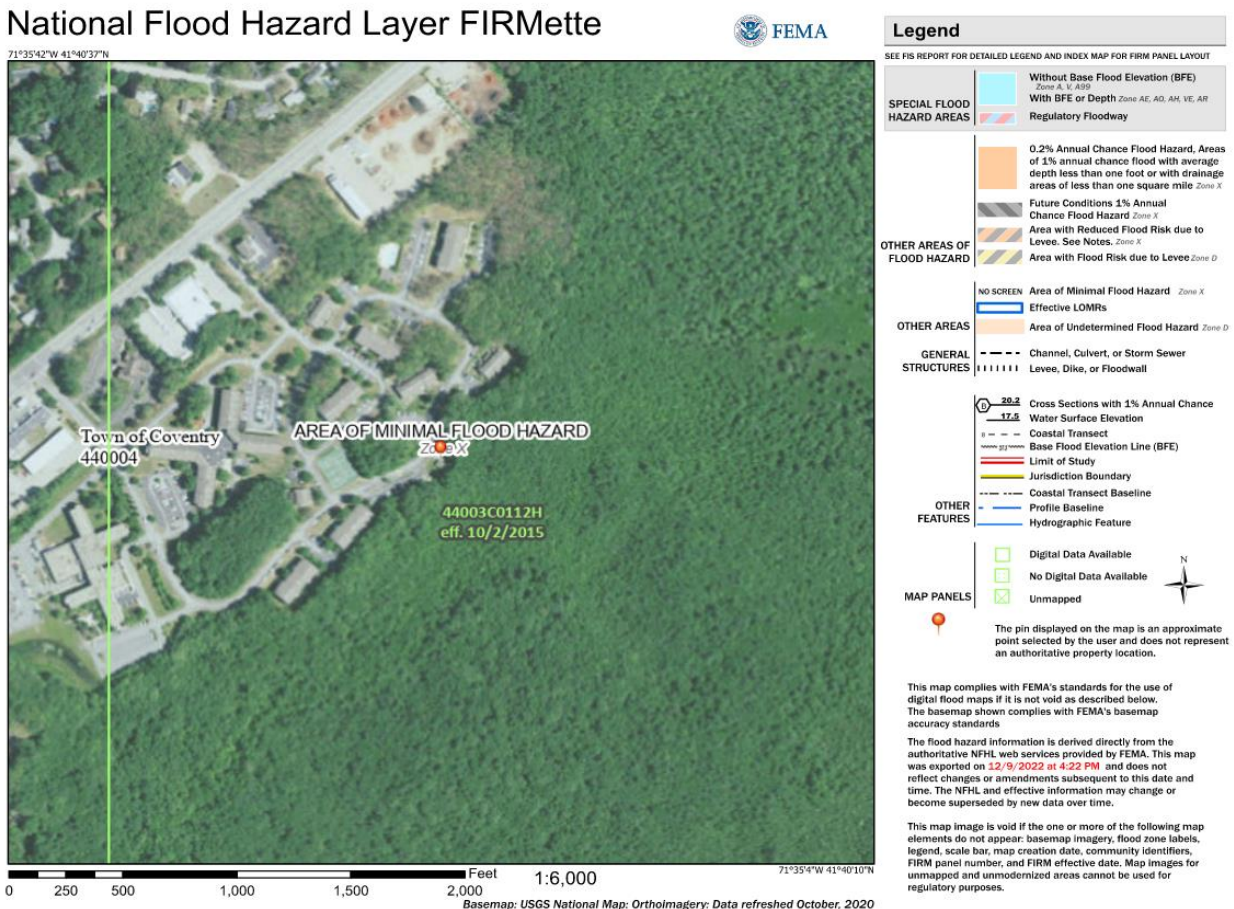 National Flood Hazard Layer FIRMette
FEMA
71°35'42"W 41°40'37"N
Town of Coventry
440004
AREA OF MINIMAL FLOOD HAZARD
Zone X
44003C0112H
eff. 10/2/2015
71°35'4"W 41°40'10"N
0 250 500 1,000 1,500 2,000
Feet
1:6,000
Basemap: USGS National Map: Orthoimagery: Data refreshed October, 2020
Legend
SEE FIS REPORT FOR DETAILED LEGEND AND INDEX MAP FOR FIRM PANEL LAYOUT
SPECIAL FLOOD
HAZARD AREAS
Without Base Flood Elevation (BFE)
Zone A, V, A99
With BFE or Depth Zone AE, AO, AH, VE, AR
Regulatory Floodway
OTHER AREAS OF
FLOOD HAZARD
0.2% Annual Chance Flood Hazard, Areas
of 1% annual chance flood with average
depth less than one foot or with drainage
areas of less than one square mile Zone X
Future Conditions 1% Annual
Chance Flood Hazard Zone X
Area with Reduced Flood Risk due to
Levee. See Notes. Zone X
Area with Flood Risk due to Levee Zone D
OTHER AREAS
NO SCREEN Area of Minimal Flood Hazard Zone X
Effective LOMRs
Area of Undetermined Flood Hazard Zone D
GENERAL
STRUCTURES
Channel, Culvert, or Storm Sewer
Levee, Dike, or Floodwall
OTHER
FEATURES
B 20.2 Cross Sections with 1% Annual Chance
17.5 Water Surface Elevation
8 Coastal Transect
Base Flood Elevation Line (BFE)
Limit of Study
Jurisdiction Boundary
Coastal Transect Baseline
Profile Baseline
Hydrographic Feature
MAP PANELS
Digital Data Available
No Digital Data Available
Unmapped
N
The pin displayed on the map is an approximate
point selected by the user and does not represent
an authoritative property location.
This map complies with FEMA's standards for the use of
digital flood maps if it is not void as described below.
The basemap shown complies with FEMA's basemap
accuracy standards
The flood hazard information is derived directly from the
authoritative NFHL web services provided by FEMA. This map
was exported on 12/9/2022 at 4:22 PM and does not
reflect changes or amendments subsequent to this date and
time. The NFHL and effective information may change or
become superseded by new data over time.
This map image is void if the one or more of the following map
elements do not appear: basemap imagery, flood zone labels,
legend, scale bar, map creation date, community identifiers,
FIRM panel number, and FIRM effective date. Map images for
unmapped and unmodernized areas cannot be used for
regulatory purposes.